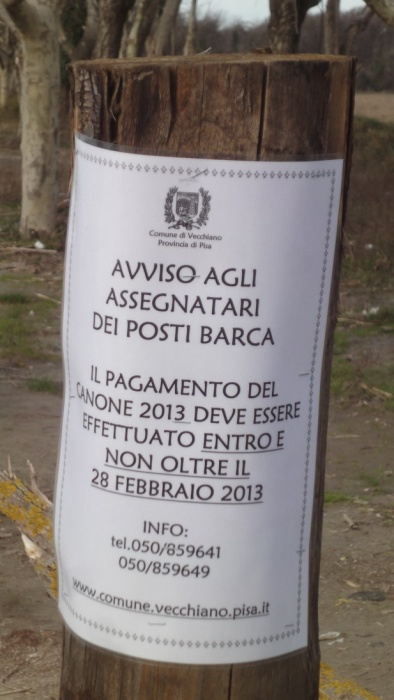 Comune di Vecchiano
Provincia di Pisa
AVVISO AGLI
ASSEGNATARI
DEI POSTI BARCA
IL PAGAMENTO DEL
CANONE 2013 DEVE ESSERE
EFFETTUATO ENTRO E
NON OLTRE IL
28 FEBBRAIO 2013
INFO:
tel.050/859641
050/859649
www.comune.vecchiano.pisa.it